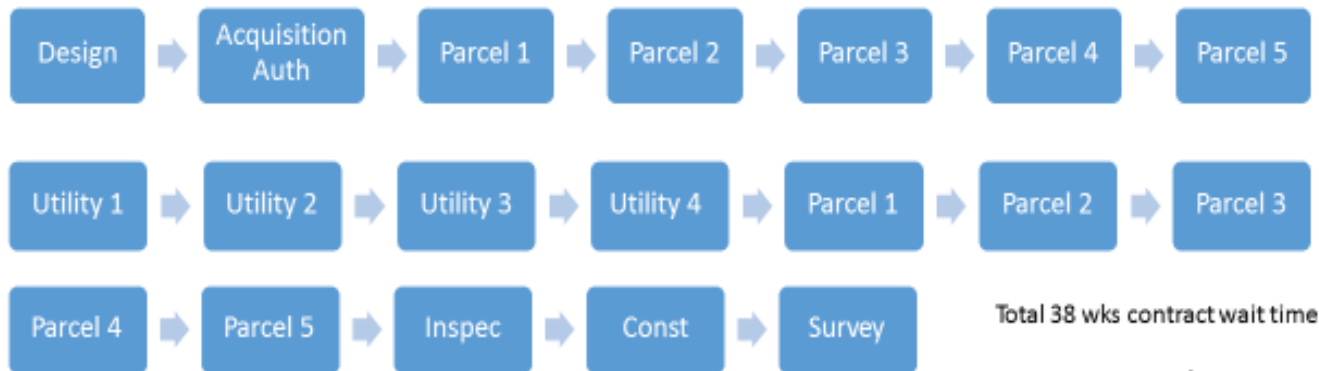 Design
Acquisition
Auth
Parcel 1
Parcel 2
Parcel 3
Parcel 4
Parcel 5
Utility 1
Utility 2
Utility 3
Utility 4
Parcel 1
Parcel 2
Parcel 3
Parcel 4
Parcel 5
Inspec
Const
Survey
Total 38 wks contract wait time